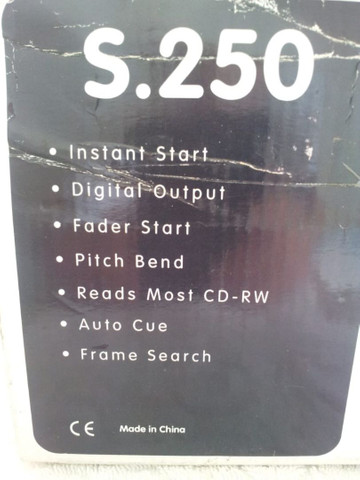 S.250
• Instant Start
• Digital Output
• Fader Start
• Pitch Bend
• Reads Most CD-RW
• Auto Cue
• Frame Search
CE Made in China